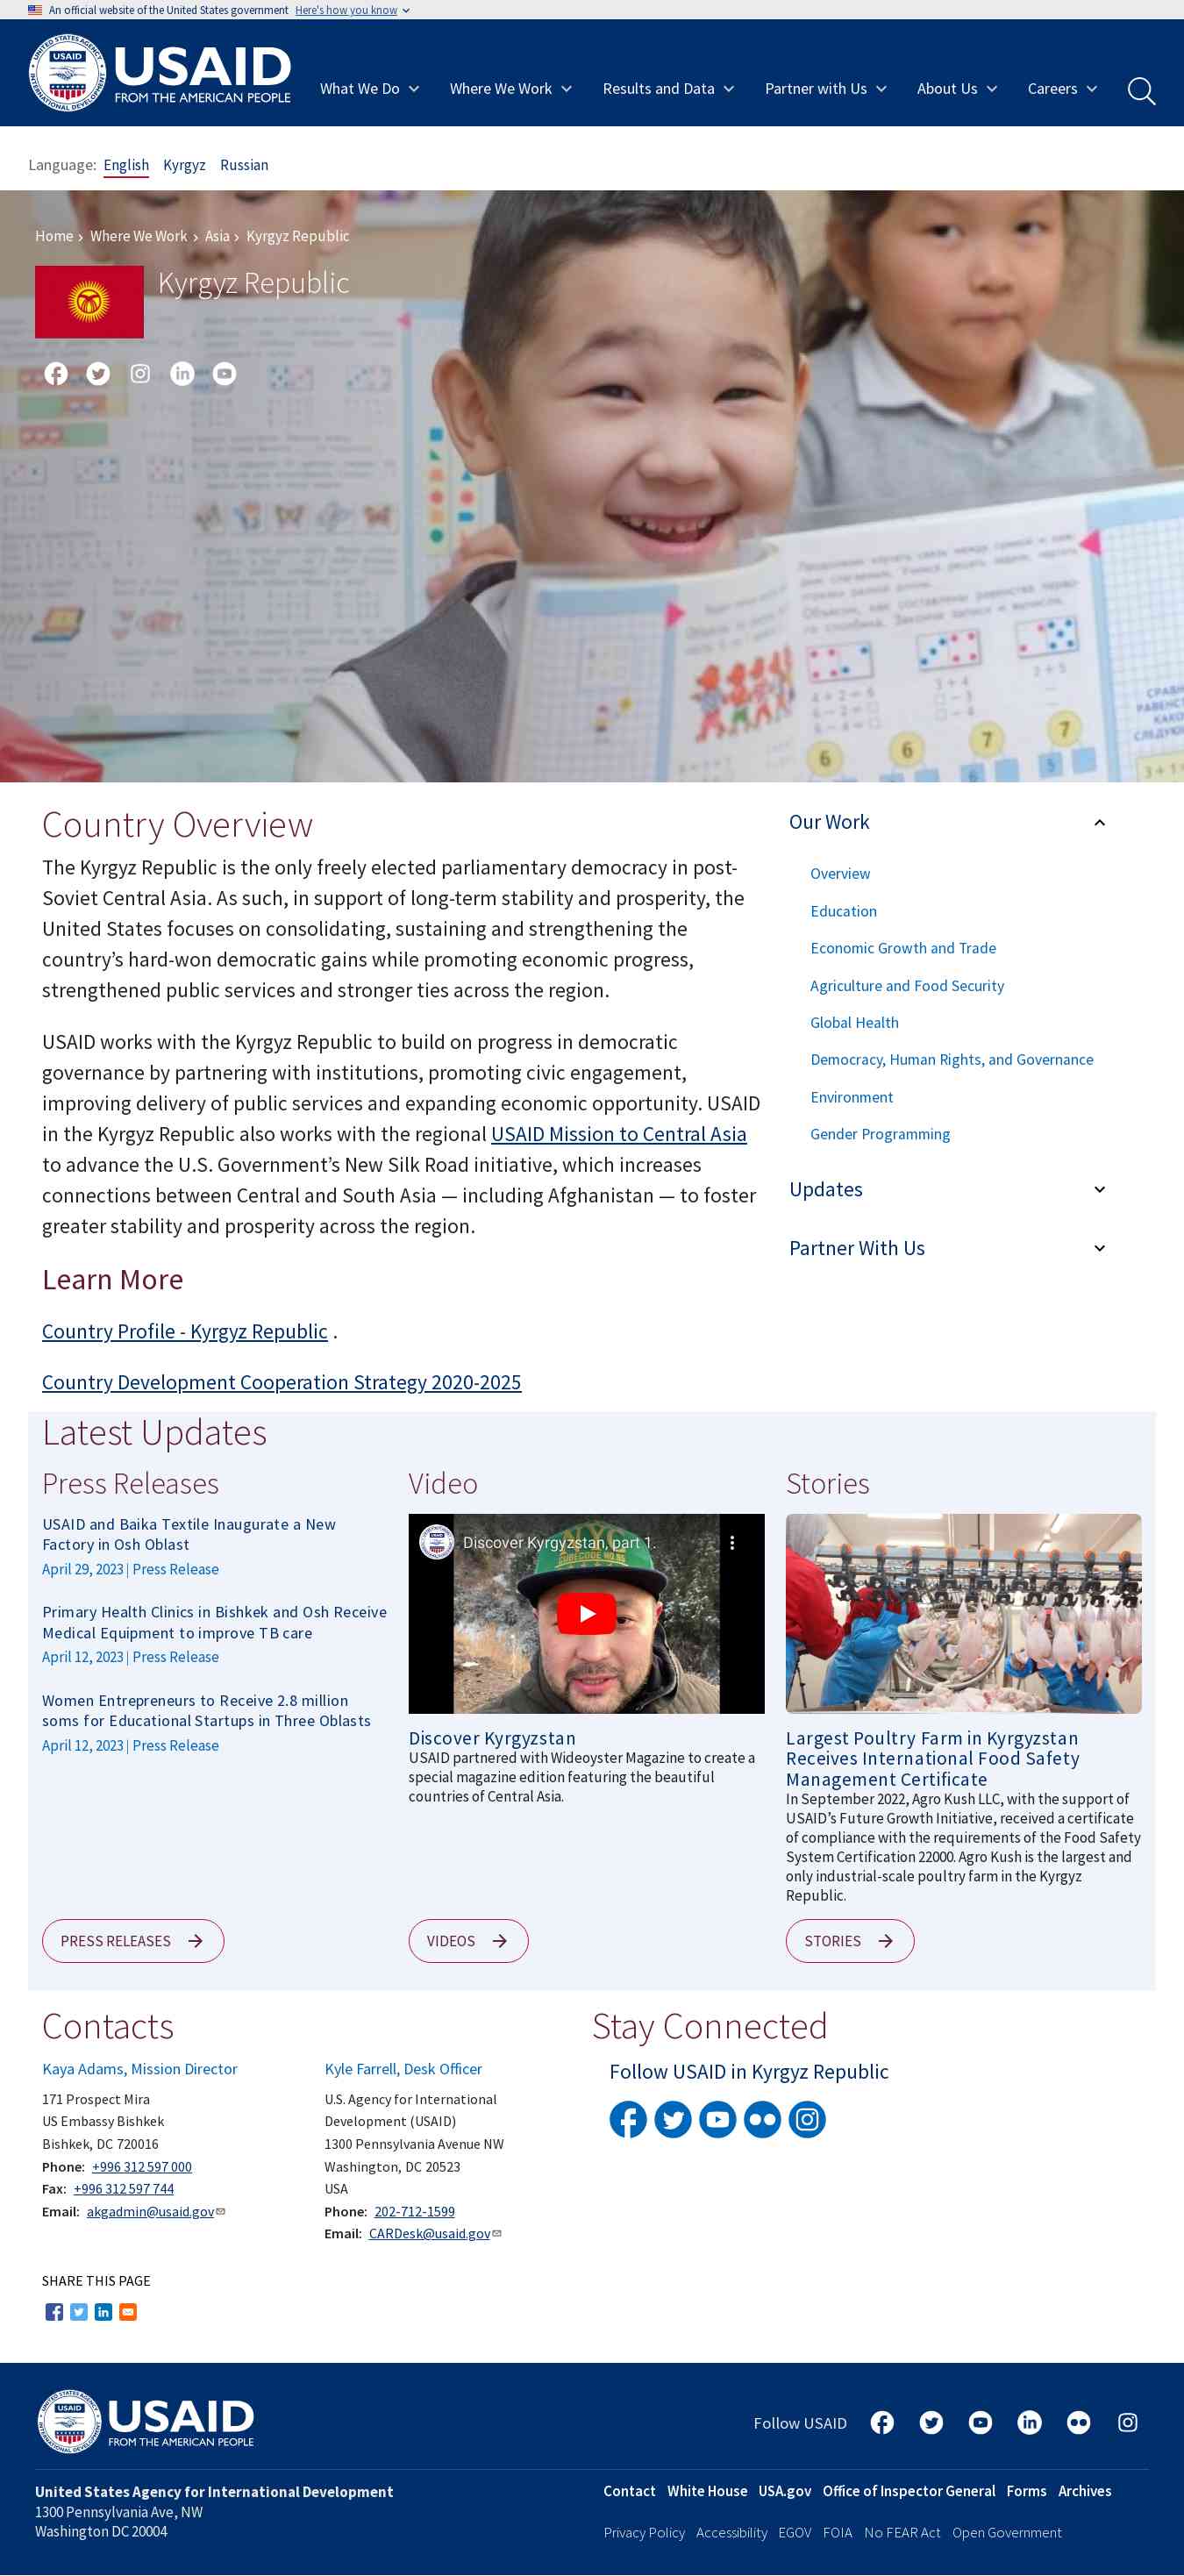 An official website of the United States government Here's how you know
USAID
FROM THE AMERICAN PEOPLE
What We Do
Where We Work
Results and Data
Partner with Us
About Us
Careers
Language: English Kyrgyz Russian
Home › Where We Work › Asia › Kyrgyz Republic
Kyrgyz Republic
Country Overview
The Kyrgyz Republic is the only freely elected parliamentary democracy in post-
Soviet Central Asia. As such, in support of long-term stability and prosperity, the
United States focuses on consolidating, sustaining and strengthening the
country’s hard-won democratic gains while promoting economic progress,
strengthened public services and stronger ties across the region.
USAID works with the Kyrgyz Republic to build on progress in democratic
governance by partnering with institutions, promoting civic engagement,
improving delivery of public services and expanding economic opportunity. USAID
in the Kyrgyz Republic also works with the regional USAID Mission to Central Asia
to advance the U.S. Government’s New Silk Road initiative, which increases
connections between Central and South Asia — including Afghanistan — to foster
greater stability and prosperity across the region.
Learn More
Country Profile - Kyrgyz Republic .
Country Development Cooperation Strategy 2020-2025
Our Work
Overview
Education
Economic Growth and Trade
Agriculture and Food Security
Global Health
Democracy, Human Rights, and Governance
Environment
Gender Programming
Updates
Partner With Us
Latest Updates
Press Releases
USAID and Baika Textile Inaugurate a New
Factory in Osh Oblast
April 29, 2023 | Press Release
Primary Health Clinics in Bishkek and Osh Receive
Medical Equipment to improve TB care
April 12, 2023 | Press Release
Women Entrepreneurs to Receive 2.8 million
soms for Educational Startups in Three Oblasts
April 12, 2023 | Press Release
PRESS RELEASES
Video
Discover Kyrgyzstan, part 1.
Discover Kyrgyzstan
USAID partnered with Wideoyster Magazine to create a
special magazine edition featuring the beautiful
countries of Central Asia.
VIDEOS
Stories
Largest Poultry Farm in Kyrgyzstan
Receives International Food Safety
Management Certificate
In September 2022, Agro Kush LLC, with the support of
USAID’s Future Growth Initiative, received a certificate
of compliance with the requirements of the Food Safety
System Certification 22000. Agro Kush is the largest and
only industrial-scale poultry farm in the Kyrgyz
Republic.
STORIES
Contacts
Kaya Adams, Mission Director
171 Prospect Mira
US Embassy Bishkek
Bishkek, DC 720016
Phone: +996 312 597 000
Fax: +996 312 597 744
Email: akgadmin@usaid.gov
Kyle Farrell, Desk Officer
U.S. Agency for International
Development (USAID)
1300 Pennsylvania Avenue NW
Washington, DC 20523
USA
Phone: 202-712-1599
Email: CARDesk@usaid.gov
Stay Connected
Follow USAID in Kyrgyz Republic
SHARE THIS PAGE
USAID
FROM THE AMERICAN PEOPLE
Follow USAID
United States Agency for International Development
1300 Pennsylvania Ave, NW
Washington DC 20004
Contact White House USA.gov Office of Inspector General Forms Archives
Privacy Policy Accessibility EGOV FOIA No FEAR Act Open Government